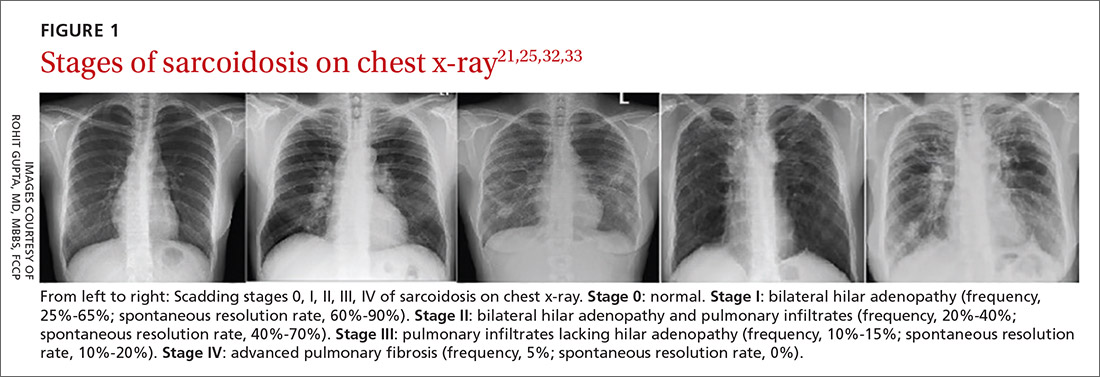 FIGURE 1
Stages of sarcoidosis on chest x-ray21,25,32,33
IMAGES COURTESY OF
ROHIT GUPTA, MD, MBBS, FCCP
L
From left to right: Scadding stages 0, I, II, III, IV of sarcoidosis on chest x-ray. Stage 0: normal. Stage I: bilateral hilar adenopathy (frequency,
25%-65%; spontaneous resolution rate, 60%-90%). Stage II: bilateral hilar adenopathy and pulmonary infiltrates (frequency, 20%-40%;
spontaneous resolution rate, 40%-70%). Stage III: pulmonary infiltrates lacking hilar adenopathy (frequency, 10%-15%; spontaneous resolution
rate, 10%-20%). Stage IV: advanced pulmonary fibrosis (frequency, 5%; spontaneous resolution rate, 0%).